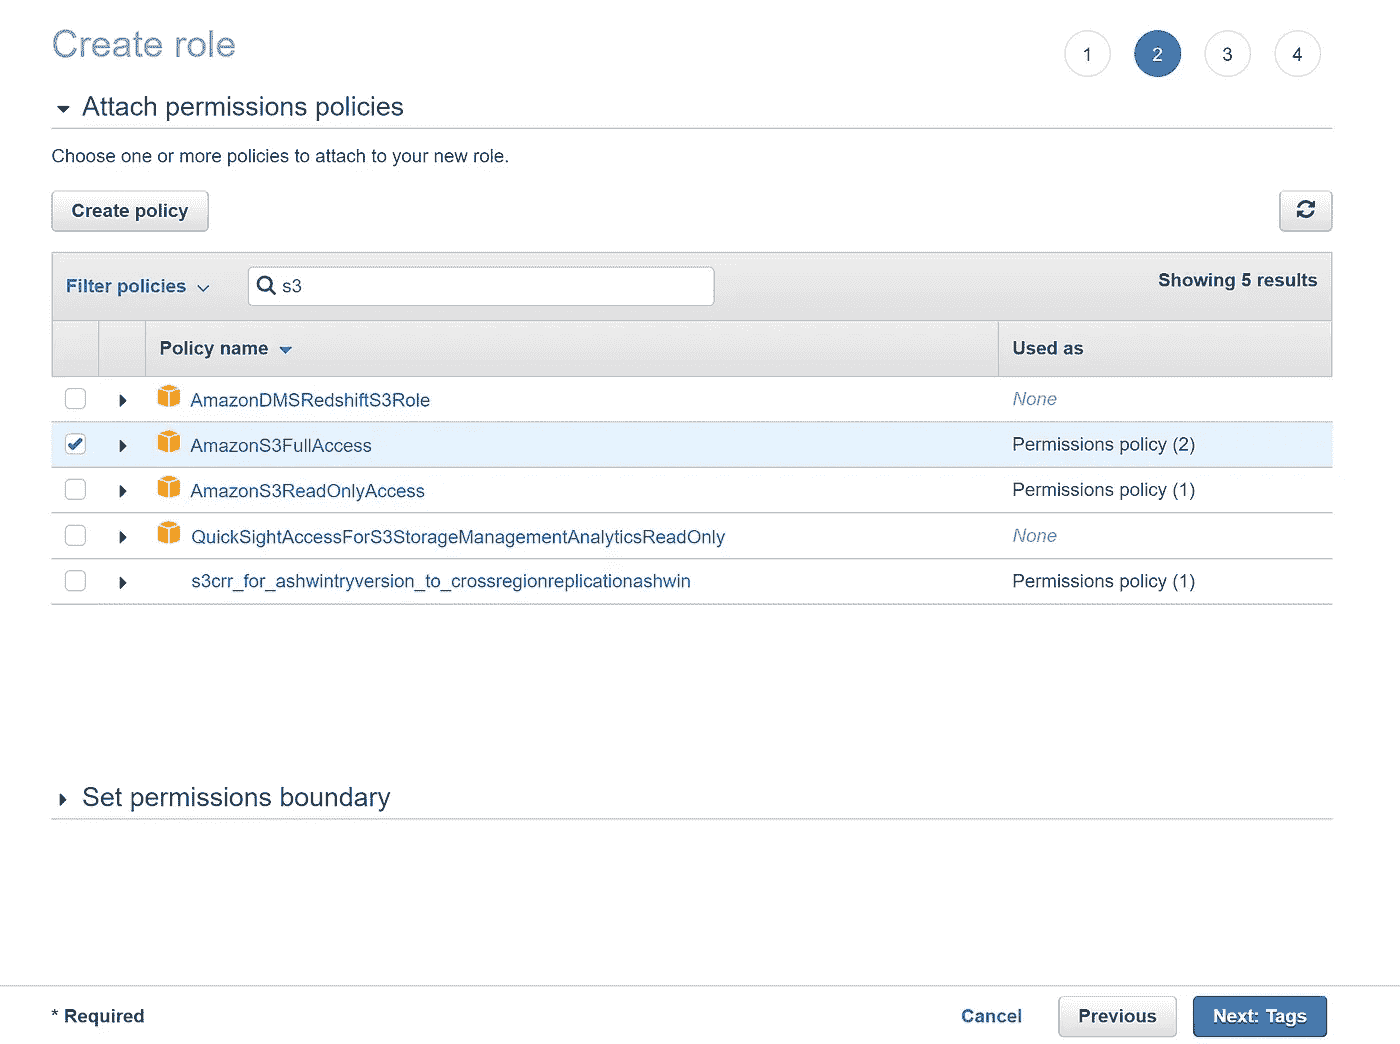 Create role
1 2 3 4
Attach permissions policies
Choose one or more policies to attach to your new role.
Create policy
Filter policies s3 Showing 5 results
Policy name Used as
AmazonDMSRedshiftS3Role None
AmazonS3FullAccess Permissions policy (2)
AmazonS3ReadOnlyAccess Permissions policy (1)
QuickSightAccessForS3StorageManagementAnalyticsReadOnly None
s3crr_for_ashwintryversion_to_crossregionreplicationashwin Permissions policy (1)
Set permissions boundary
* Required Cancel Previous Next: Tags